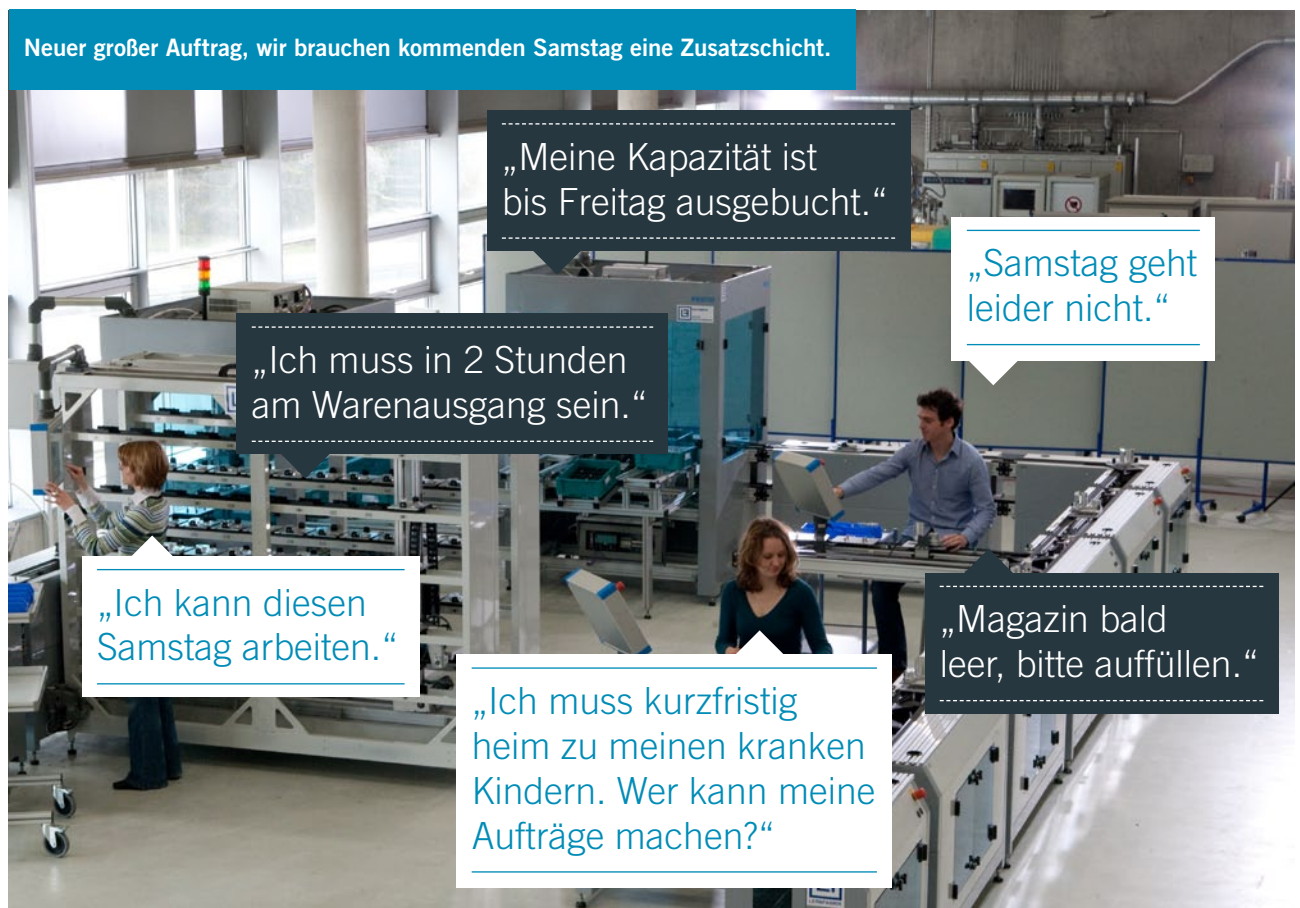 Neuer großer Auftrag, wir brauchen kommenden Samstag eine Zusatzschicht.
„Meine Kapazität ist
bis Freitag ausgebucht.“
„Samstag geht
leider nicht.“
„Ich muss in 2 Stunden
am Warenausgang sein.“
„Ich kann diesen
Samstag arbeiten.“
„Magazin bald
leer, bitte auffüllen.“
„Ich muss kurzfristig
heim zu meinen kranken
Kindern. Wer kann meine
Aufträge machen?“